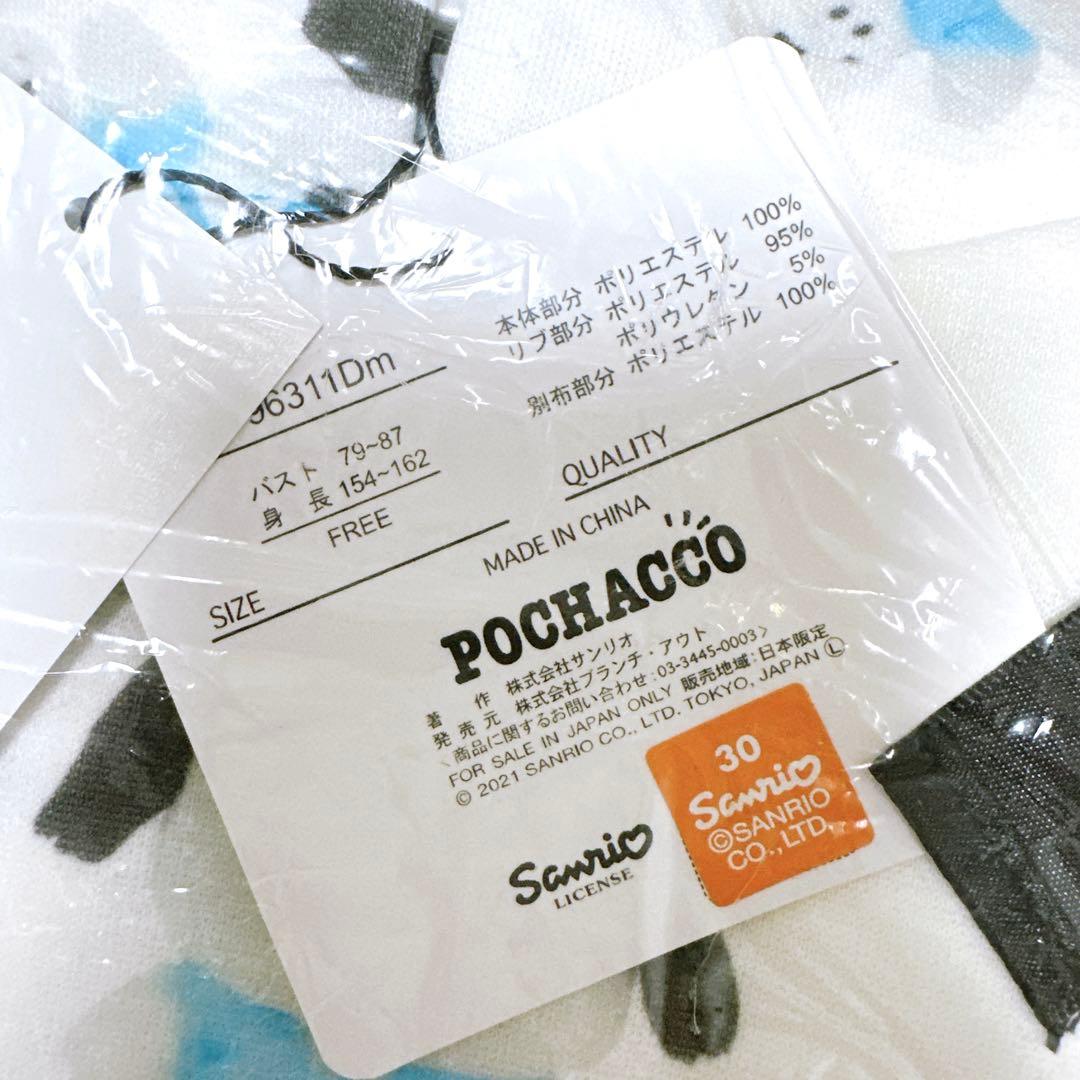 96311Dm
バスト 79~87
身 長 154~162
FREE
SIZE
本体部分 ポリエステル 100%
リブ部分 ポリエステル 95%
ポリウレタン 5%
別布部分 ポリエステル 100%
QUALITY
MADE IN CHINA
POCHACCO
著 作 株式会社サンリオ
発 売 元 株式会社ブランチ・アウト
〈商品に関するお問い合わせ:03-3445-0003〉
FOR SALE IN JAPAN ONLY 販売地域:日本限定
© 2021 SANRIO CO., LTD. TOKYO, JAPAN Ⓛ
Sanrio
LICENSE
30
Sanrio
©SANRIO
CO.,LTD.